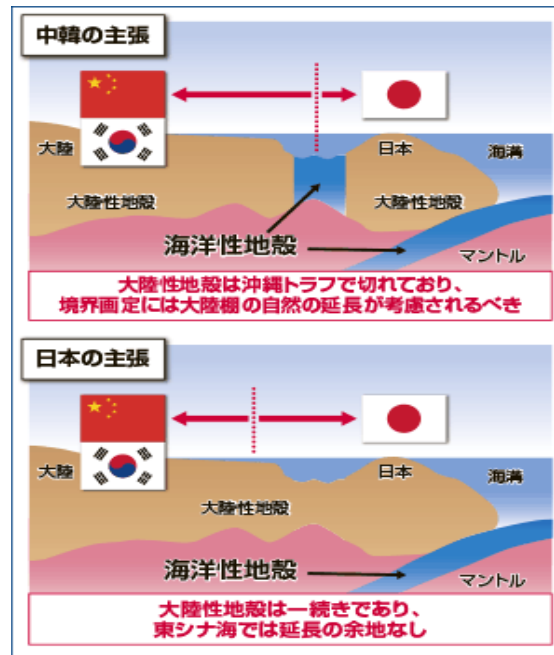 中韓の主張
大陸
日本
海溝
大陸性地殻
大陸性地殻
海洋性地殻
マントル
大陸性地殻は沖縄トラフで切れており、
境界画定には大陸棚の自然の延長が考慮されるべき
日本の主張
大陸
日本
海溝
大陸性地殻
海洋性地殻
マントル
大陸性地殻は一続きであり、
東シナ海では延長の余地なし